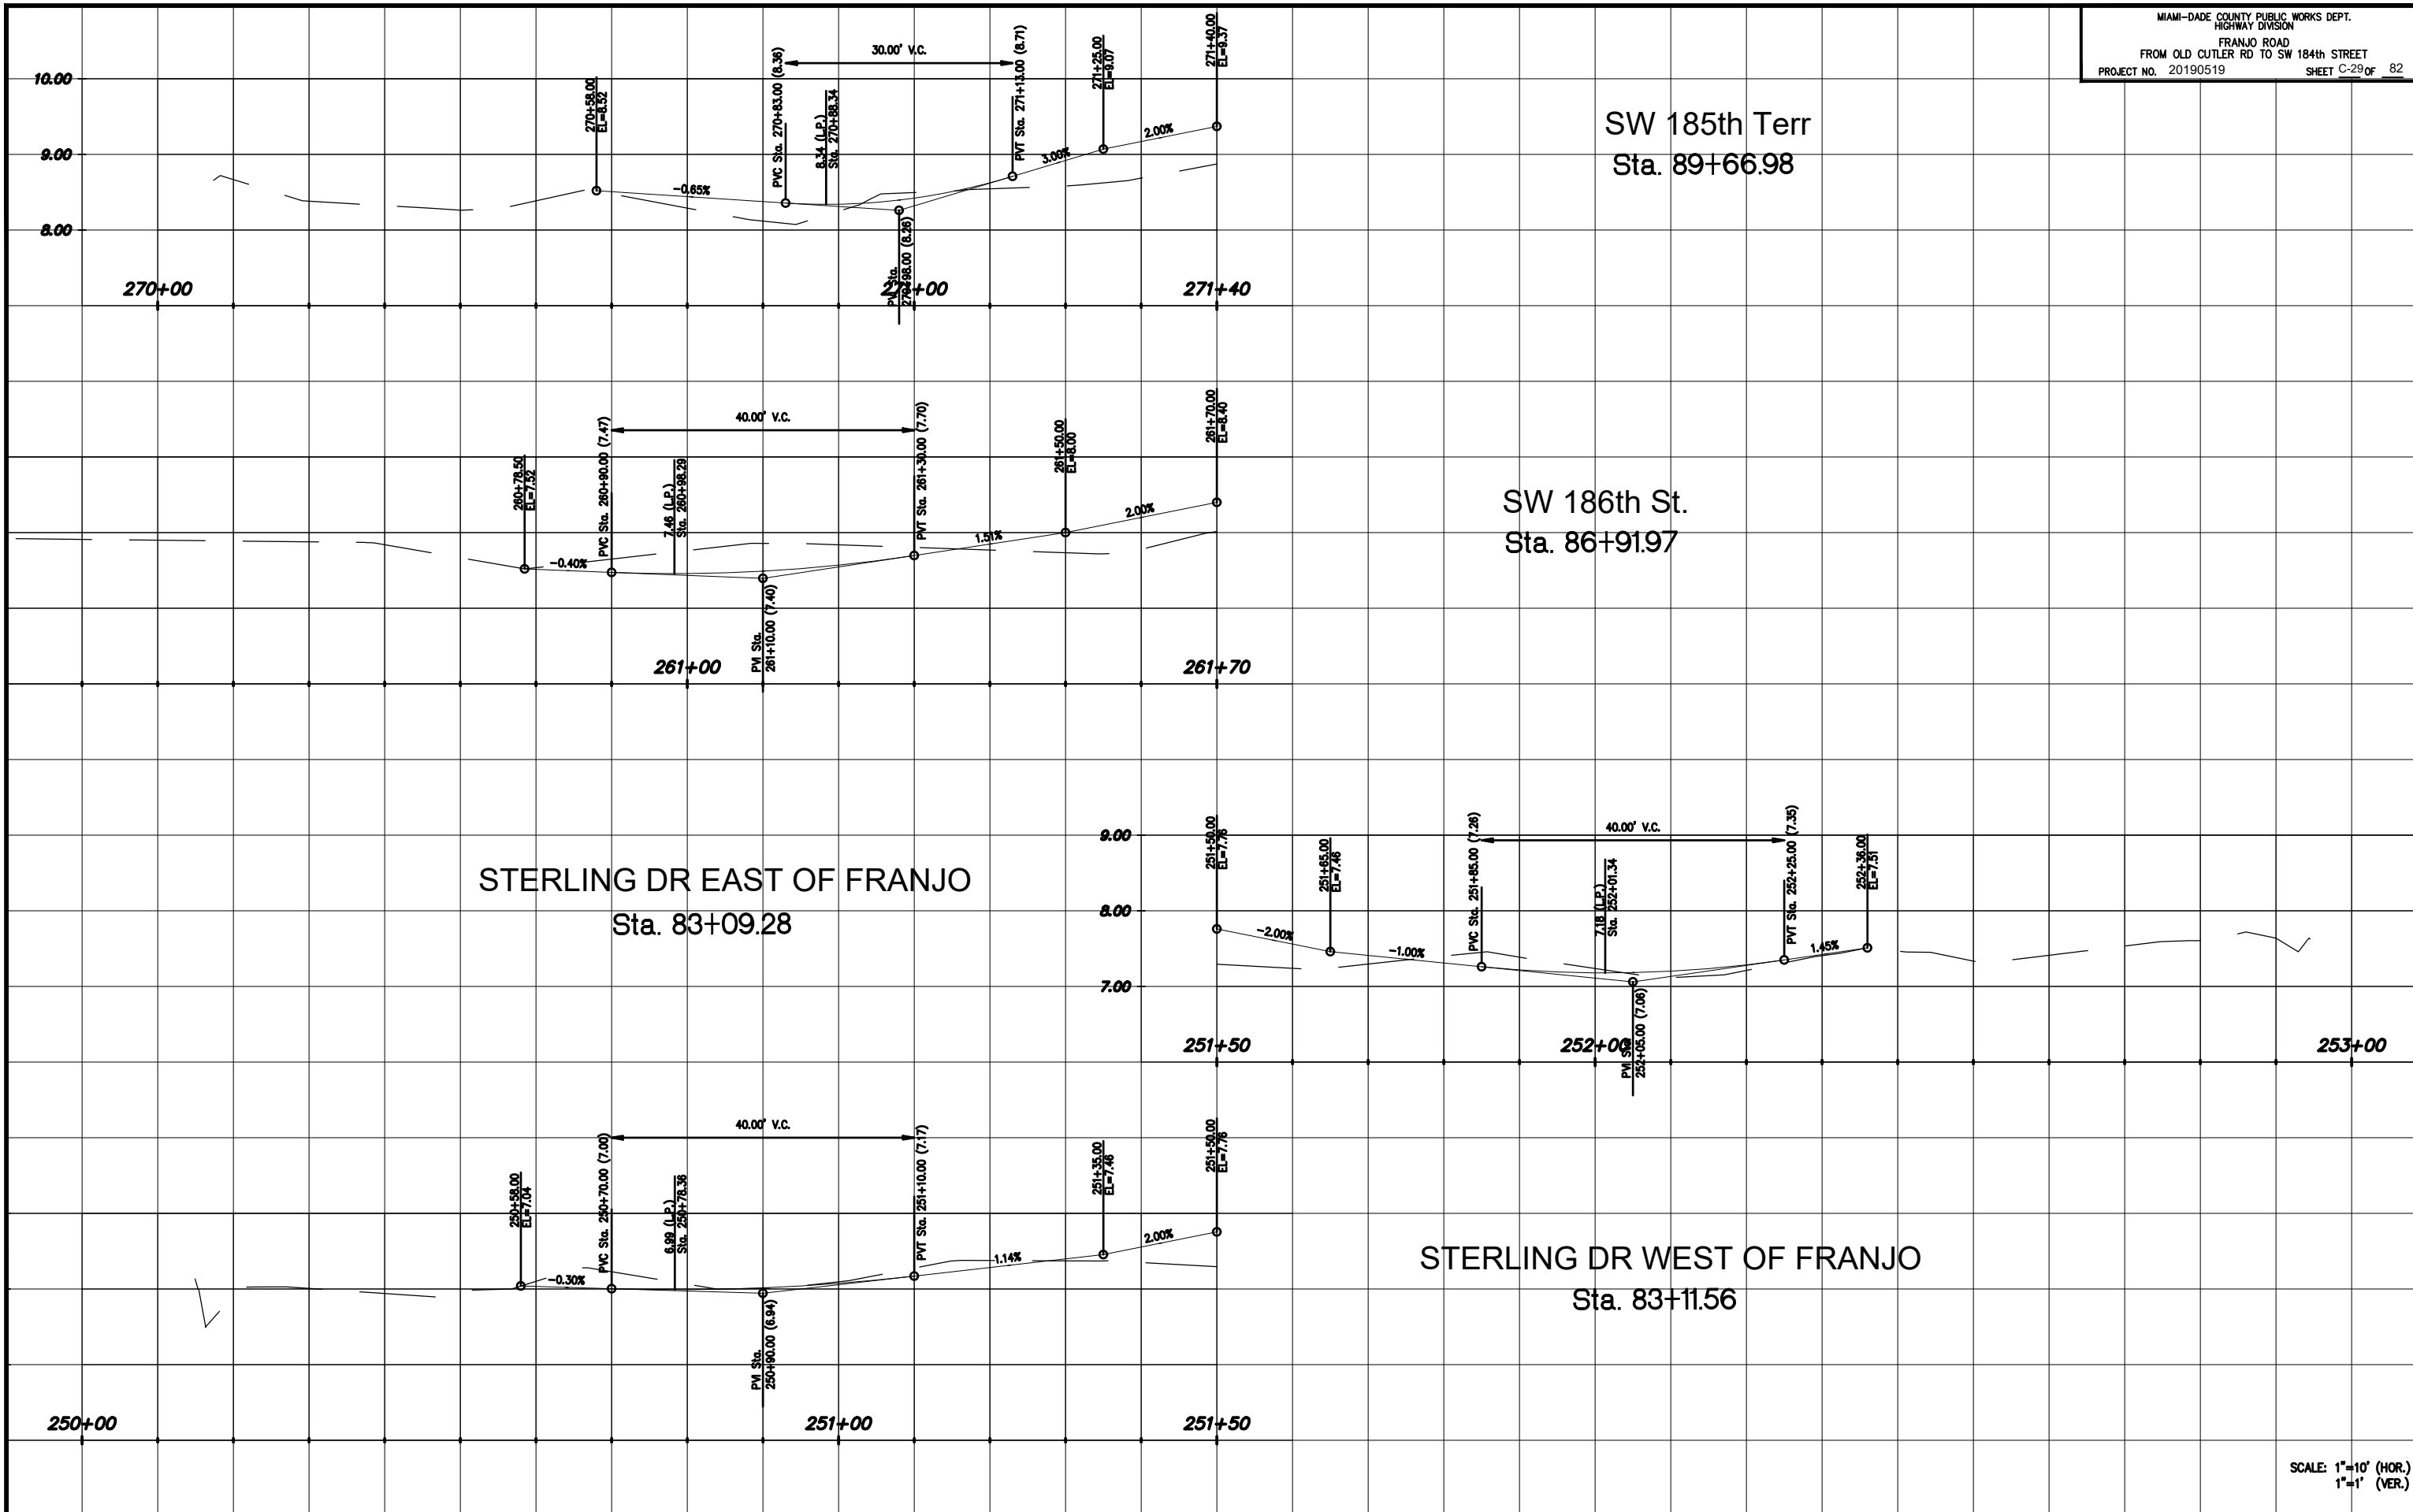 MIAMI-DADE COUNTY PUBLIC WORKS DEPT.
HIGHWAY DIVISION
FRANJO ROAD
FROM OLD CUTLER RD TO SW 184th STREET
PROJECT NO. 20190519 SHEET C-29 OF 82
10.00
9.00
8.00
270+58.00
EL=8.52
-0.65%
PVC Sta. 270+83.00 (8.36)
30.00' V.C.
8.34 (L.P.)
Sta. 270+88.34
PVI Sta.
270+98.00 (8.26)
PVT Sta. 271+13.00 (8.71)
3.00%
271+25.00
EL=9.07
2.00%
271+40.00
EL=9.37
270+00
271+00
271+40
SW 185th Terr
Sta. 89+66.98
260+78.50
EL=7.52
-0.40%
PVC Sta. 260+90.00 (7.47)
40.00' V.C.
7.46 (L.P.)
Sta. 260+98.29
PVI Sta.
261+10.00 (7.40)
PVT Sta. 261+30.00 (7.70)
1.51%
261+50.00
EL=8.00
2.00%
261+70.00
EL=8.40
261+00
261+70
SW 186th St.
Sta. 86+91.97
STERLING DR EAST OF FRANJO
Sta. 83+09.28
9.00
8.00
7.00
251+50.00
EL=7.76
-2.00%
251+65.00
EL=7.46
-1.00%
PVC Sta. 251+85.00 (7.26)
40.00' V.C.
7.18 (L.P.)
Sta. 252+01.34
PVI Sta.
252+05.00 (7.06)
PVT Sta. 252+25.00 (7.35)
1.45%
252+36.00
EL=7.51
251+50
252+00
253+00
250+58.00
EL=7.04
-0.30%
PVC Sta. 250+70.00 (7.00)
40.00' V.C.
6.99 (L.P.)
Sta. 250+78.36
PVI Sta.
250+90.00 (6.94)
PVT Sta. 251+10.00 (7.17)
1.14%
251+35.00
EL=7.46
2.00%
251+50.00
EL=7.76
250+00
251+00
251+50
STERLING DR WEST OF FRANJO
Sta. 83+11.56
SCALE: 1"=10' (HOR.)
1"=1' (VER.)